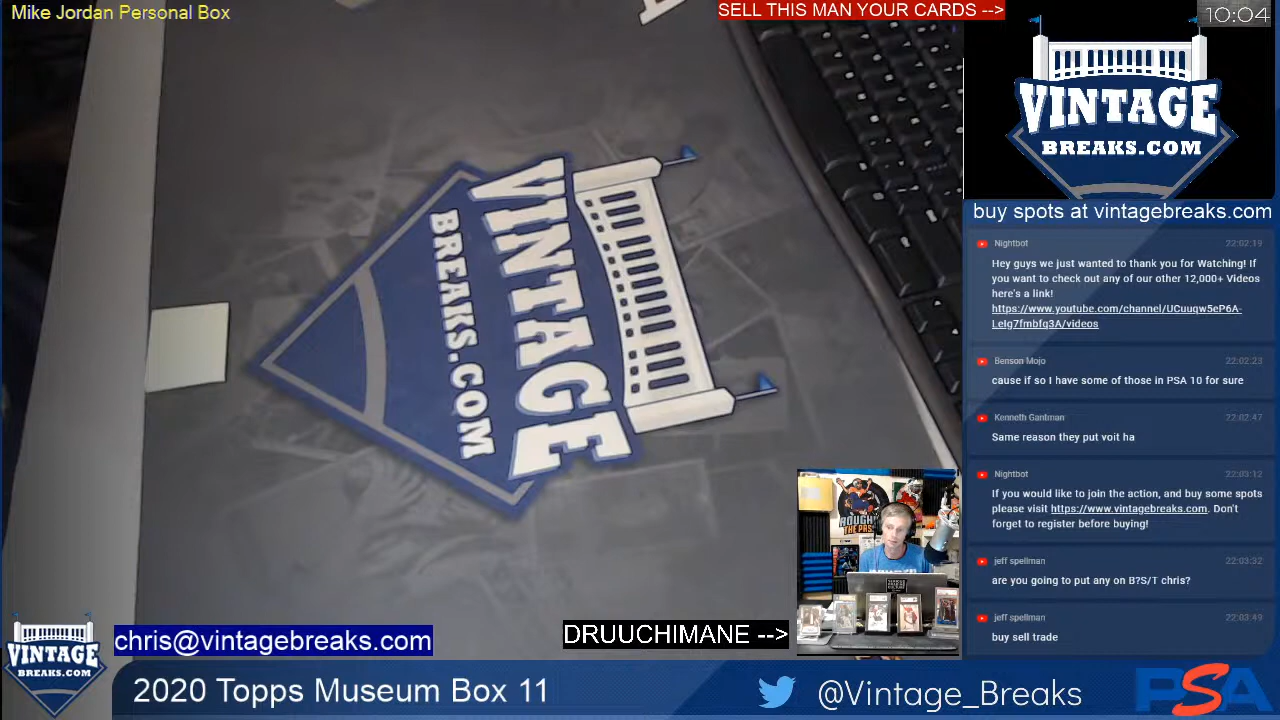 Mike Jordan Personal Box
SELL THIS MAN YOUR CARDS -->
10:04
VINTAGE
BREAKS.COM
buy spots at vintagebreaks.com
VINTAGE
BREAKS.COM
Nightbot 22:02:19
Hey guys we just wanted to thank you for Watching! If
you want to check out any of our other 12,000+ Videos
here's a link!
https://www.youtube.com/channel/UCuuqw5eP6A-
LeIg7fmbfq3A/videos
Benson Mojo 22:02:23
cause if so I have some of those in PSA 10 for sure
Kenneth Gantman 22:02:47
Same reason they put voit ha
Nightbot 22:03:12
If you would like to join the action, and buy some spots
please visit https://www.vintagebreaks.com. Don't
forget to register before buying!
jeff spellman 22:03:32
are you going to put any on B?S/T chris?
jeff spellman 22:03:49
buy sell trade
ROUGH
THE PAS
DRUUCHIMANE -->
chris@vintagebreaks.com
VINTAGE
BREAKS.COM
2020 Topps Museum Box 11
@Vintage_Breaks
PSA